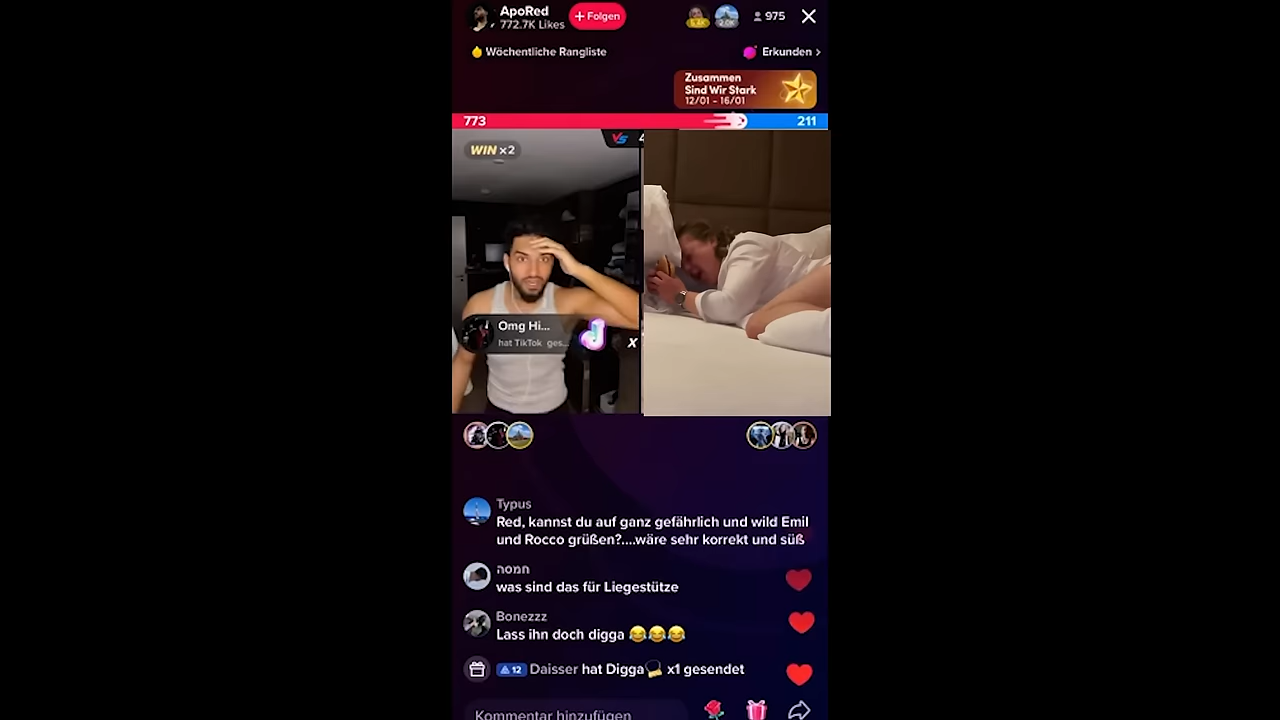 ApoRed
772.7K Likes
+ Folgen
975
Wöchentliche Rangliste
Erkunden >
Zusammen
Sind Wir Stark
12/01 - 16/01
773
211
WIN x2
VS
Omg Hi...
hat TikTok ges...
X
Typus
Red, kannst du auf ganz gefährlich und wild Emil
und Rocco grüßen?....wäre sehr korrekt und süß
חמסה
was sind das für Liegestütze
Bonezzz
Lass ihn doch digga 😂😂😂
12 Daisser hat Digga x1 gesendet
Kommentar hinzufügen